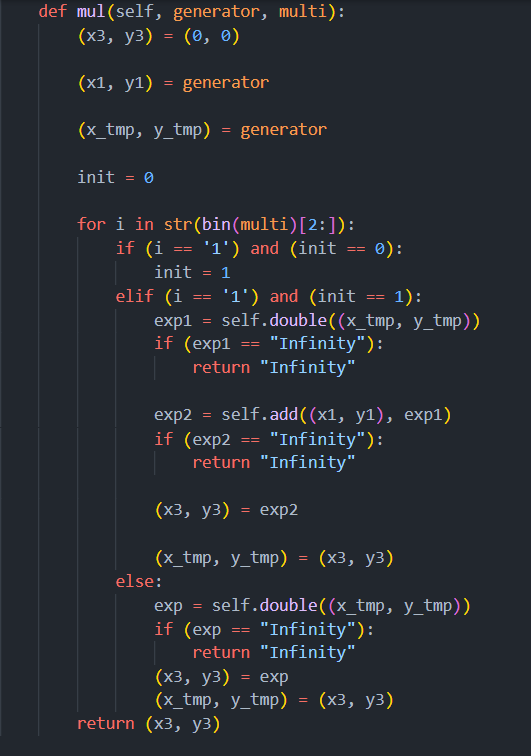 def mul(self, generator, multi):
(x3, y3) = (0, 0)
(x1, y1) = generator
(x_tmp, y_tmp) = generator
init = 0
for i in str(bin(multi)[2:]):
if (i == '1') and (init == 0):
init = 1
elif (i == '1') and (init == 1):
exp1 = self.double((x_tmp, y_tmp))
if (exp1 == "Infinity"):
return "Infinity"
exp2 = self.add((x1, y1), exp1)
if (exp2 == "Infinity"):
return "Infinity"
(x3, y3) = exp2
(x_tmp, y_tmp) = (x3, y3)
else:
exp = self.double((x_tmp, y_tmp))
if (exp == "Infinity"):
return "Infinity"
(x3, y3) = exp
(x_tmp, y_tmp) = (x3, y3)
return (x3, y3)